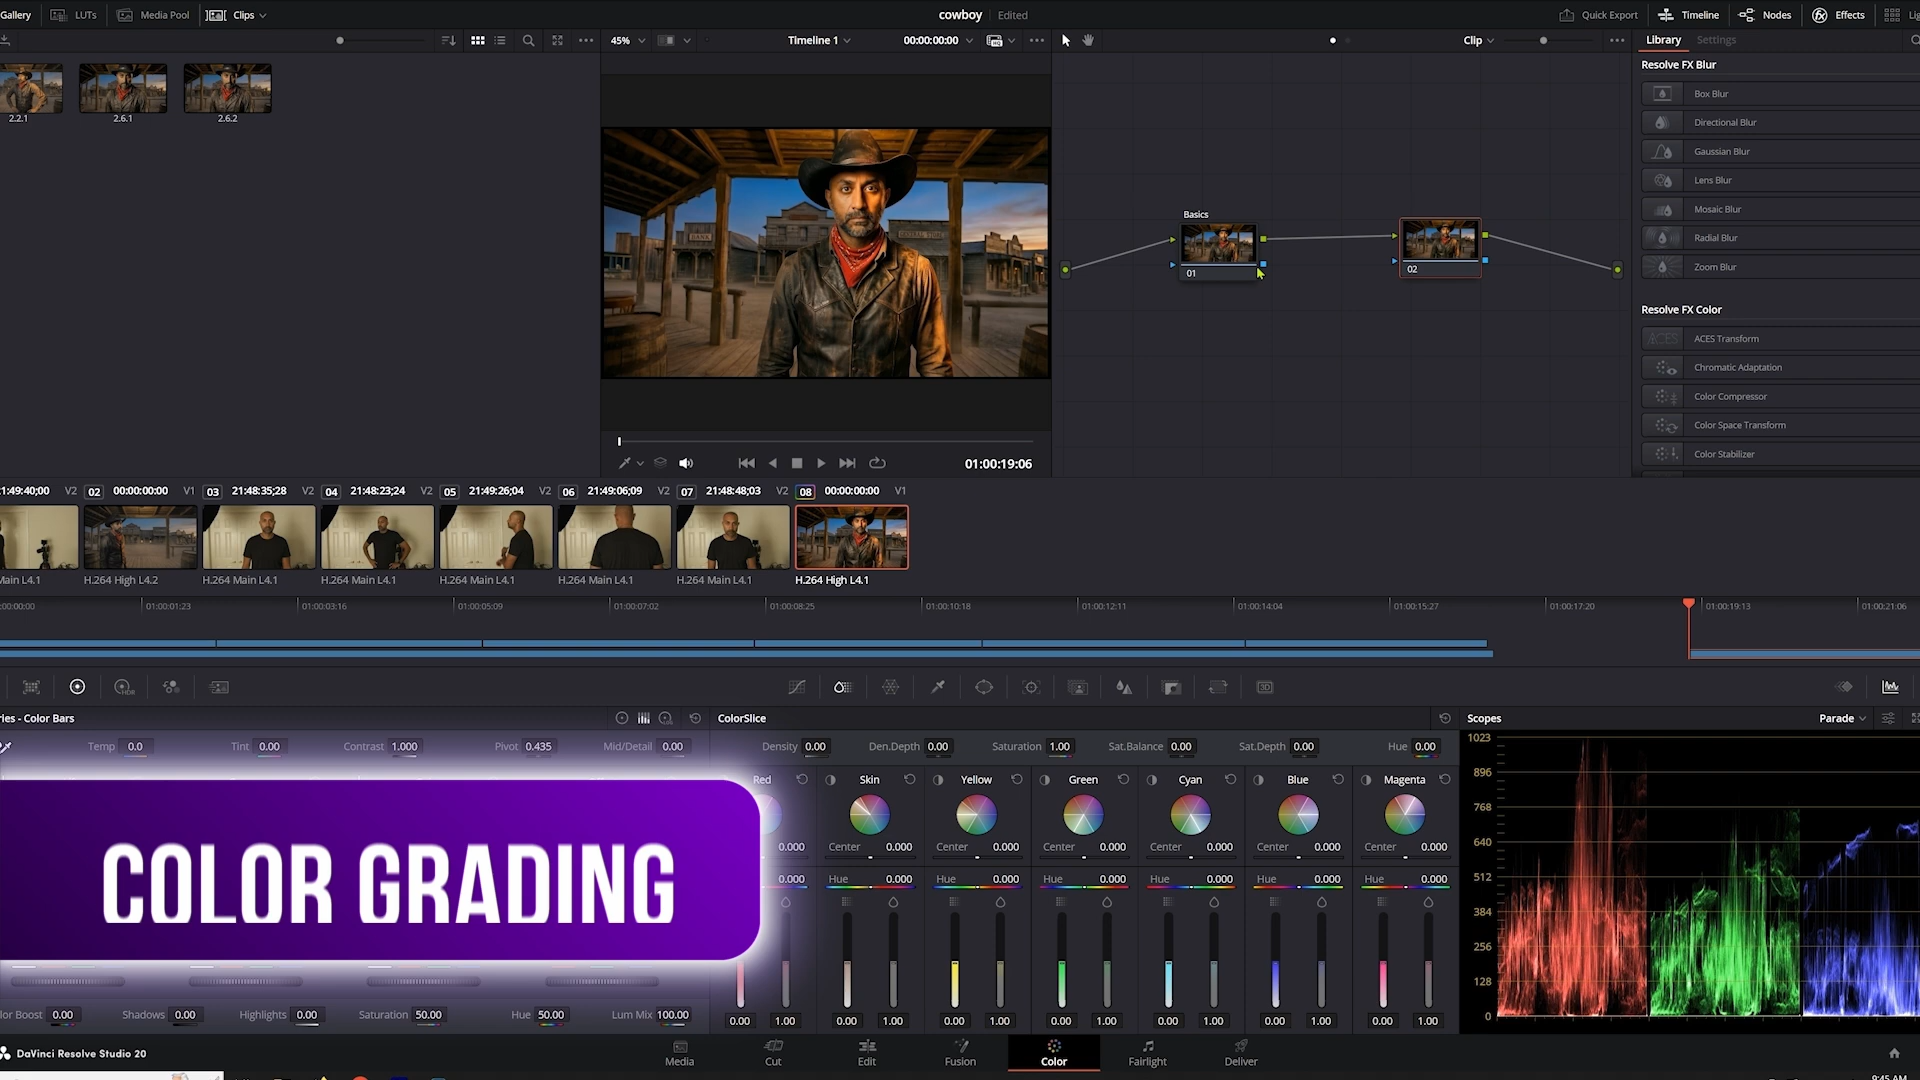 Gallery LUTs Media Pool Clips cowboy Edited Quick Export Timeline Nodes Effects
45% Timeline 1 00:00:00:00 Clip Library Settings
Resolve FX Blur
Box Blur
Directional Blur
Gaussian Blur
Lens Blur
Mosaic Blur
Radial Blur
Zoom Blur
Resolve FX Color
ACES Transform
Chromatic Adaptation
Color Compressor
Color Space Transform
Color Stabilizer
2.2.1 2.6.1 2.6.2
BANK
GENERAL STORE
Basics
01 02
01:00:19:06
1:49:40;00 V2 02 00:00:00:00 V1 03 21:48:35;28 V2 04 21:48:23;24 V2 05 21:49:26;04 V2 06 21:49:06;09 V2 07 21:48:48;03 V2 08 00:00:00:00 V1
Main L4.1 H.264 High L4.2 H.264 Main L4.1 H.264 Main L4.1 H.264 Main L4.1 H.264 Main L4.1 H.264 Main L4.1 H.264 High L4.1
:00:00:00 01:00:01:23 01:00:03:16 01:00:05:09 01:00:07:02 01:00:08:25 01:00:10:18 01:00:12:11 01:00:14:04 01:00:15:27 01:00:17:20 01:00:19:13 01:00:21:06
HDR 3D
ries - Color Bars ColorSlice Scopes Parade
Temp 0.0 Tint 0.00 Contrast 1.000 Pivot 0.435 Mid/Detail 0.00 Density 0.00 Den.Depth 0.00 Saturation 1.00 Sat.Balance 0.00 Sat.Depth 0.00 Hue 0.00
Red Skin Yellow Green Cyan Blue Magenta
0.000 Center 0.000 Center 0.000 Center 0.000 Center 0.000 Center 0.000 Center 0.000
0.000 Hue 0.000 Hue 0.000 Hue 0.000 Hue 0.000 Hue 0.000 Hue 0.000
COLOR GRADING
lor Boost 0.00 Shadows 0.00 Highlights 0.00 Saturation 50.00 Hue 50.00 Lum Mix 100.00
0.00 1.00 0.00 1.00 0.00 1.00 0.00 1.00 0.00 1.00 0.00 1.00 0.00 1.00
1023
896
768
640
512
384
256
128
0
DaVinci Resolve Studio 20 Media Cut Edit Fusion Color Fairlight Deliver
9:45 AM